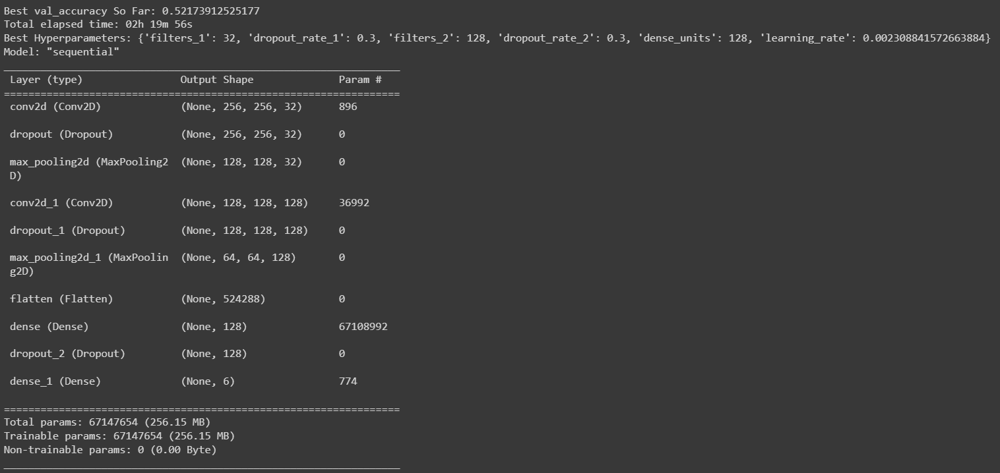 Best val_accuracy So Far: 0.52173912525177
Total elapsed time: 02h 19m 56s
Best Hyperparameters: {'filters_1': 32, 'dropout_rate_1': 0.3, 'filters_2': 128, 'dropout_rate_2': 0.3, 'dense_units': 128, 'learning_rate': 0.002308841572663884}
Model: "sequential"
_________________________________________________________________
Layer (type)                Output Shape              Param #
=================================================================
conv2d (Conv2D)             (None, 256, 256, 32)      896
dropout (Dropout)           (None, 256, 256, 32)      0
max_pooling2d (MaxPooling2  (None, 128, 128, 32)      0
D)
conv2d_1 (Conv2D)           (None, 128, 128, 128)     36992
dropout_1 (Dropout)         (None, 128, 128, 128)     0
max_pooling2d_1 (MaxPoolin  (None, 64, 64, 128)       0
g2D)
flatten (Flatten)           (None, 524288)            0
dense (Dense)               (None, 128)               67108992
dropout_2 (Dropout)         (None, 128)               0
dense_1 (Dense)             (None, 6)                 774
=================================================================
Total params: 67147654 (256.15 MB)
Trainable params: 67147654 (256.15 MB)
Non-trainable params: 0 (0.00 Byte)
_________________________________________________________________